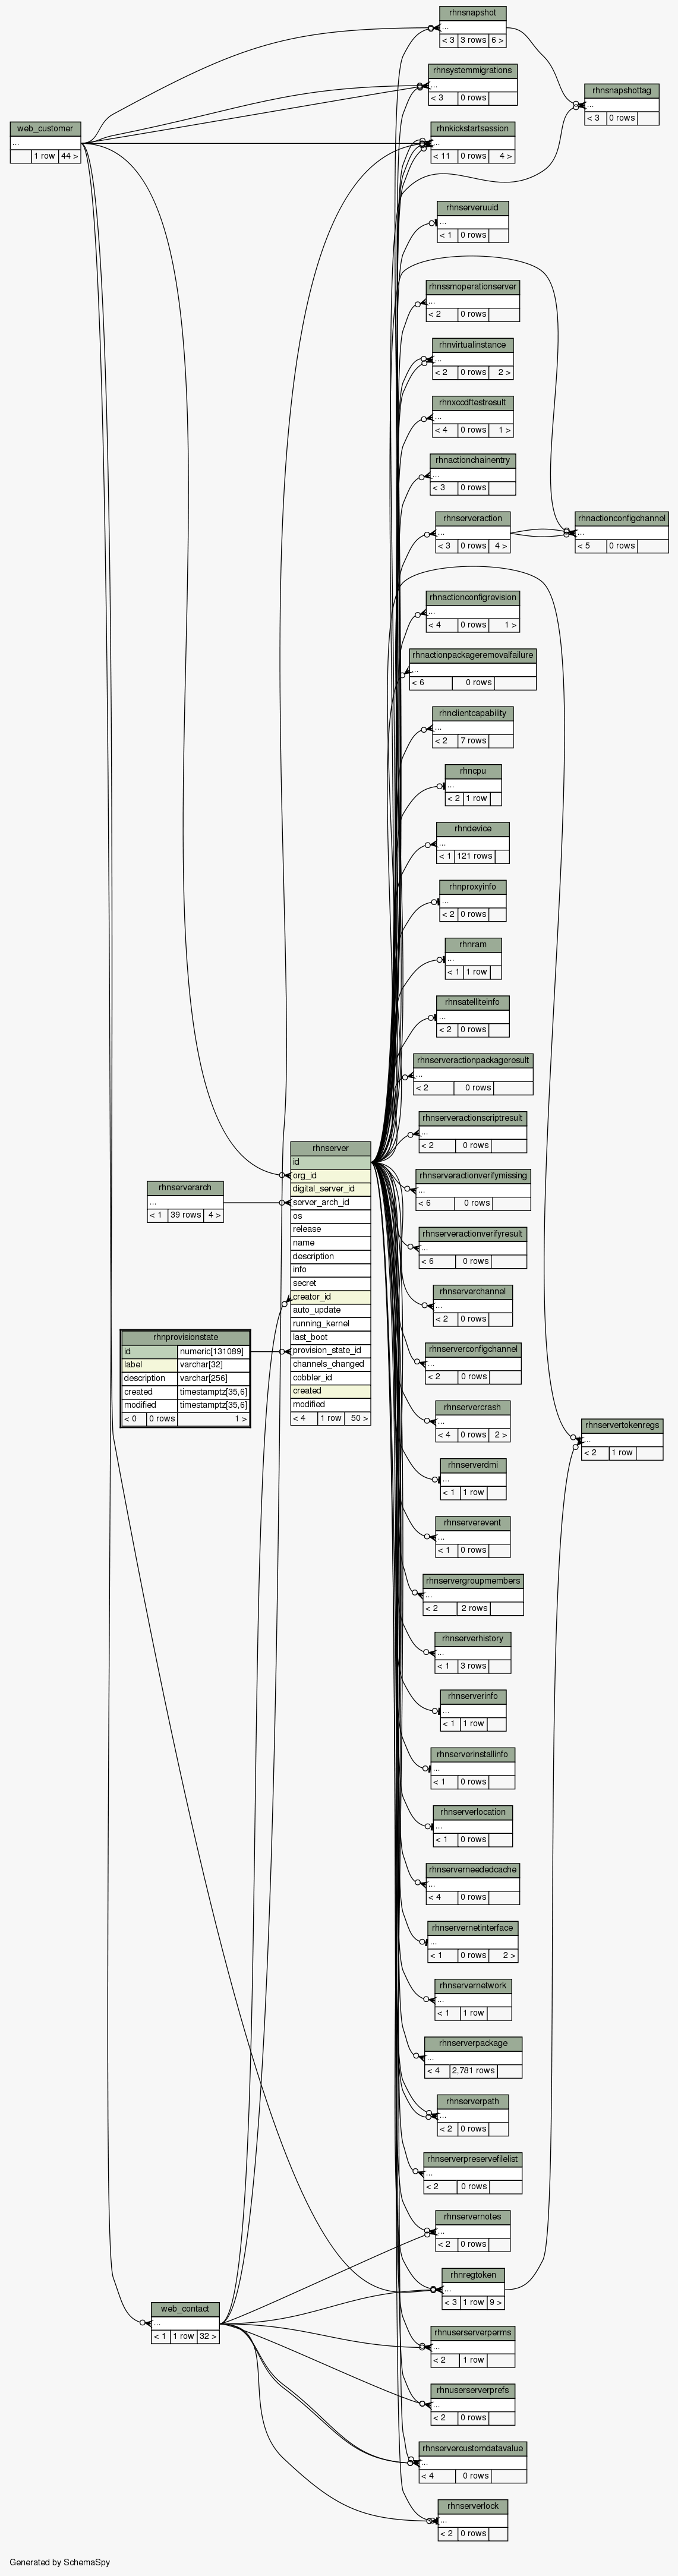 rhnsnapshot
...
< 3 3 rows 6 >
rhnsystemmigrations
...
< 3 0 rows
rhnsnapshottag
...
< 3 0 rows
web_customer
...
1 row 44 >
rhnkickstartsession
...
< 11 0 rows 4 >
rhnserveruuid
...
< 1 0 rows
rhnssmoperationserver
...
< 2 0 rows
rhnvirtualinstance
...
< 2 0 rows 2 >
rhnxccdftestresult
...
< 4 0 rows 1 >
rhnactionchainentry
...
< 3 0 rows
rhnserveraction
...
< 3 0 rows 4 >
rhnactionconfigchannel
...
< 5 0 rows
rhnactionconfigrevision
...
< 4 0 rows 1 >
rhnactionpackageremovalfailure
...
< 6 0 rows
rhnclientcapability
...
< 2 7 rows
rhncpu
...
< 2 1 row
rhndevice
...
< 1 121 rows
rhnproxyinfo
...
< 2 0 rows
rhnram
...
< 1 1 row
rhnsatelliteinfo
...
< 2 0 rows
rhnserveractionpackageresult
...
< 2 0 rows
rhnserveractionscriptresult
...
< 2 0 rows
rhnserver
id
org_id
digital_server_id
server_arch_id
os
release
name
description
info
secret
creator_id
auto_update
running_kernel
last_boot
provision_state_id
channels_changed
cobbler_id
created
modified
< 4 1 row 50 >
rhnserverarch
...
< 1 39 rows 4 >
rhnprovisionstate
id numeric[131089]
label varchar[32]
description varchar[256]
created timestamptz[35,6]
modified timestamptz[35,6]
< 0 0 rows 1 >
rhnserveractionverifymissing
...
< 6 0 rows
rhnserveractionverifyresult
...
< 6 0 rows
rhnserverchannel
...
< 2 0 rows
rhnserverconfigchannel
...
< 2 0 rows
rhnservercrash
...
< 4 0 rows 2 >
rhnservertokenregs
...
< 2 1 row
rhnserverdmi
...
< 1 1 row
rhnserverevent
...
< 1 0 rows
rhnservergroupmembers
...
< 2 2 rows
rhnserverhistory
...
< 1 3 rows
rhnserverinfo
...
< 1 1 row
rhnserverinstallinfo
...
< 1 0 rows
rhnserverlocation
...
< 1 0 rows
rhnserverneededcache
...
< 4 0 rows
rhnservernetinterface
...
< 1 0 rows 2 >
rhnservernetwork
...
< 1 1 row
rhnserverpackage
...
< 4 2,781 rows
rhnserverpath
...
< 2 0 rows
rhnserverpreservefilelist
...
< 2 0 rows
rhnservernotes
...
< 2 0 rows
rhnregtoken
...
< 3 1 row 9 >
web_contact
...
< 1 1 row 32 >
rhnuserserverperms
...
< 2 1 row
rhnuserserverprefs
...
< 2 0 rows
rhnservercustomdatavalue
...
< 4 0 rows
rhnserverlock
...
< 2 0 rows
Generated by SchemaSpy